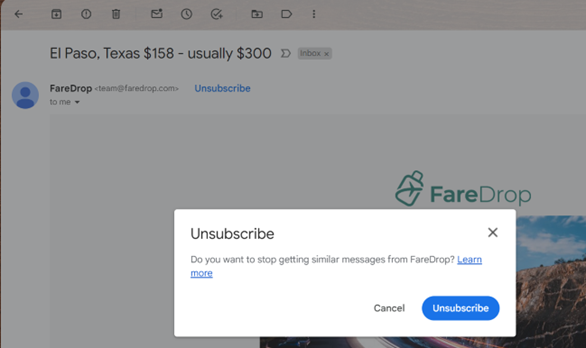 El Paso, Texas $158 - usually $300 Inbox ×
FareDrop <team@faredrop.com> Unsubscribe
to me
FareDrop
Unsubscribe
Do you want to stop getting similar messages from FareDrop? Learn
more
Cancel Unsubscribe